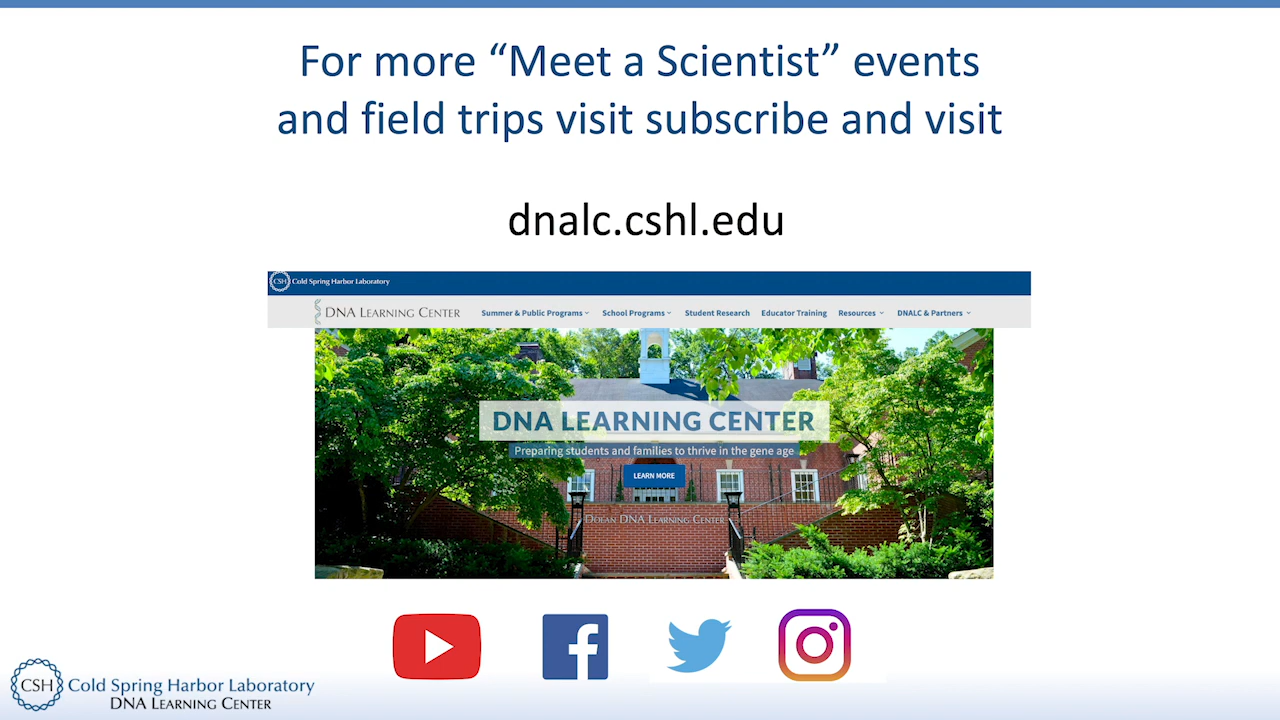 For more “Meet a Scientist” events
and field trips visit subscribe and visit
dnalc.cshl.edu
CSH Cold Spring Harbor Laboratory
DNA LEARNING CENTER Summer & Public Programs School Programs Student Research Educator Training Resources DNALC & Partners
DNA LEARNING CENTER
Preparing students and families to thrive in the gene age
LEARN MORE
DOLAN DNA LEARNING CENTER
CSH Cold Spring Harbor Laboratory
DNA LEARNING CENTER